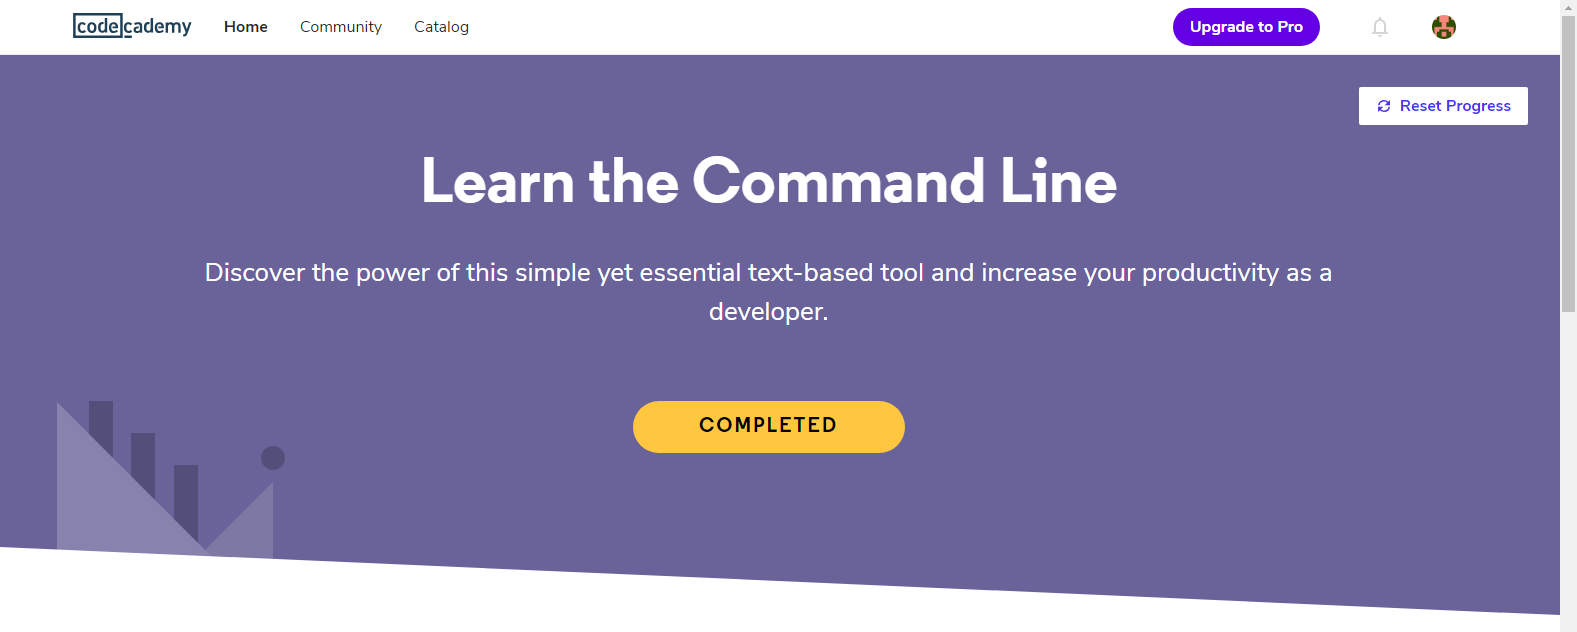 codecademy Home Community Catalog Upgrade to Pro
Reset Progress
Learn the Command Line
Discover the power of this simple yet essential text-based tool and increase your productivity as a
developer.
COMPLETED